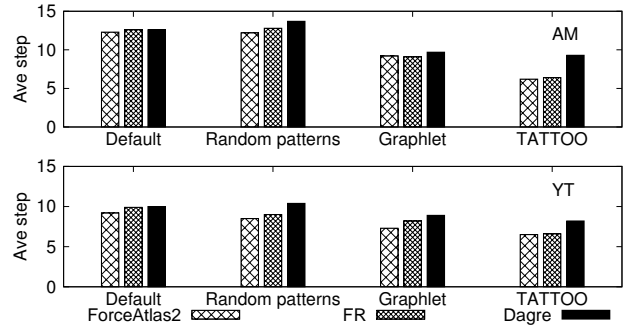 15
10
5
0
Ave step
AM
Default Random patterns Graphlet TATTOO
15
10
5
0
Ave step
YT
Default Random patterns Graphlet TATTOO
ForceAtlas2 FR Dagre